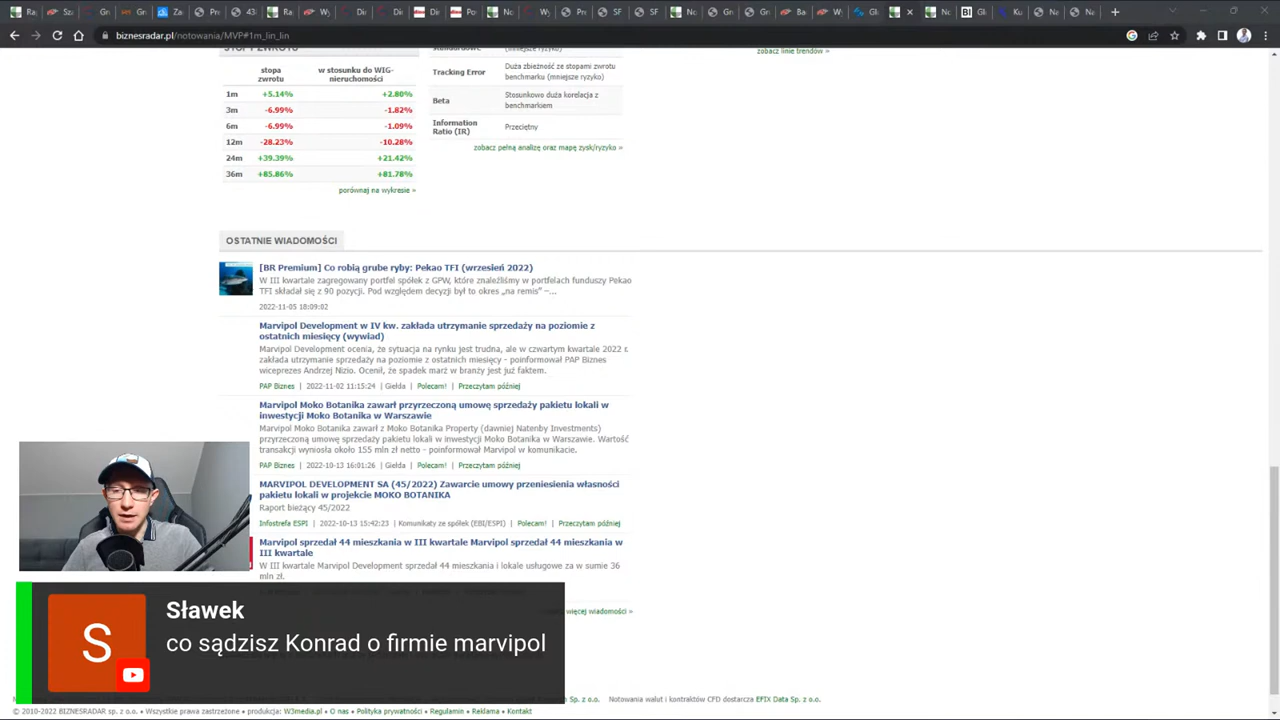 biznesradar.pl/notowania/MVP#1m_lin_lin
STOPY ZWROTU
stopa zwrotu
w stosunku do WIG-nieruchomości
1m +5.14% +2.80%
3m -6.99% -1.82%
6m -6.99% -1.09%
12m -28.23% -10.28%
24m +39.39% +21.42%
36m +85.86% +81.78%
porównaj na wykresie »
(mniejsze ryzyko)
Tracking Error
Duża zbieżność ze stopami zwrotu
benchmarku (mniejsze ryzyko)
Beta
Stosunkowo duża korelacja z
benchmarkiem
Information
Ratio (IR)
Przeciętny
zobacz pełną analizę oraz mapę zysk/ryzyko »
zobacz linie trendów »
OSTATNIE WIADOMOŚCI
[BR Premium] Co robią grube ryby: Pekao TFI (wrzesień 2022)
W III kwartale zagregowany portfel spółek z GPW, które znaleźliśmy w portfelach funduszy Pekao
TFI składał się z 90 pozycji. Pod względem decyzji był to okres „na remis” –...
2022-11-05 18:09:02
Marvipol Development w IV kw. zakłada utrzymanie sprzedaży na poziomie z
ostatnich miesięcy (wywiad)
Marvipol Development ocenia, że sytuacja na rynku jest trudna, ale w czwartym kwartale 2022 r.
zakłada utrzymanie sprzedaży na poziomie z ostatnich miesięcy - poinformował PAP Biznes
wiceprezes Andrzej Nizio. Ocenił, że spadek marż w branży jest już faktem.
PAP Biznes | 2022-11-02 11:15:24 | Giełda | Polecam! | Przeczytam później
Marvipol Moko Botanika zawarł przyrzeczoną umowę sprzedaży pakietu lokali w
inwestycji Moko Botanika w Warszawie
Marvipol Moko Botanika zawarł z Moko Botanika Property (dawniej Natenby Investments)
przyrzeczoną umowę sprzedaży pakietu lokali w inwestycji Moko Botanika w Warszawie. Wartość
transakcji wyniosła około 155 mln zł netto - poinformował Marvipol w komunikacie.
PAP Biznes | 2022-10-13 16:01:26 | Giełda | Polecam! | Przeczytam później
MARVIPOL DEVELOPMENT SA (45/2022) Zawarcie umowy przeniesienia własności
pakietu lokali w projekcie MOKO BOTANIKA
Raport bieżący 45/2022
Infostrefa ESPI | 2022-10-13 15:42:23 | Komunikaty ze spółek (EBI/ESPI) | Polecam! | Przeczytam później
Marvipol sprzedał 44 mieszkania w III kwartale Marvipol sprzedał 44 mieszkania w
III kwartale
W III kwartale Marvipol Development sprzedał 44 mieszkania i lokale usługowe za w sumie 36
mln zł.
więcej wiadomości »
S
Sławek
co sądzisz Konrad o firmie marvipol
Sp. z o.o. Notowania walut i kontraktów CFD dostarcza EFIX Data Sp. z o.o.
© 2010-2022 BIZNESRADAR sp. z o.o. • Wszystkie prawa zastrzeżone • produkcja: W3media.pl • O nas • Polityka prywatności • Regulamin • Reklama • Kontakt